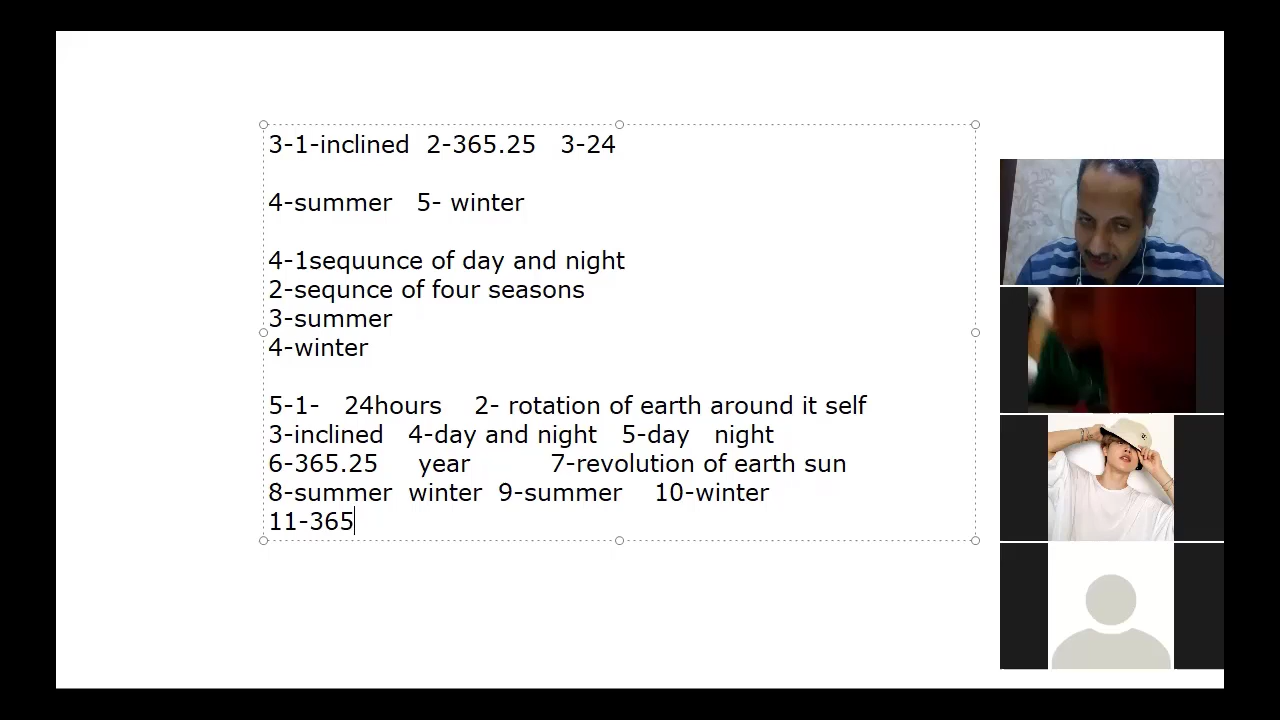 3-1-inclined  2-365.25   3-24
4-summer   5- winter
4-1sequunce of day and night
2-sequnce of four seasons
3-summer
4-winter
5-1-   24hours    2- rotation of earth around it self
3-inclined   4-day and night   5-day   night
6-365.25     year          7-revolution of earth sun
8-summer  winter  9-summer    10-winter
11-365